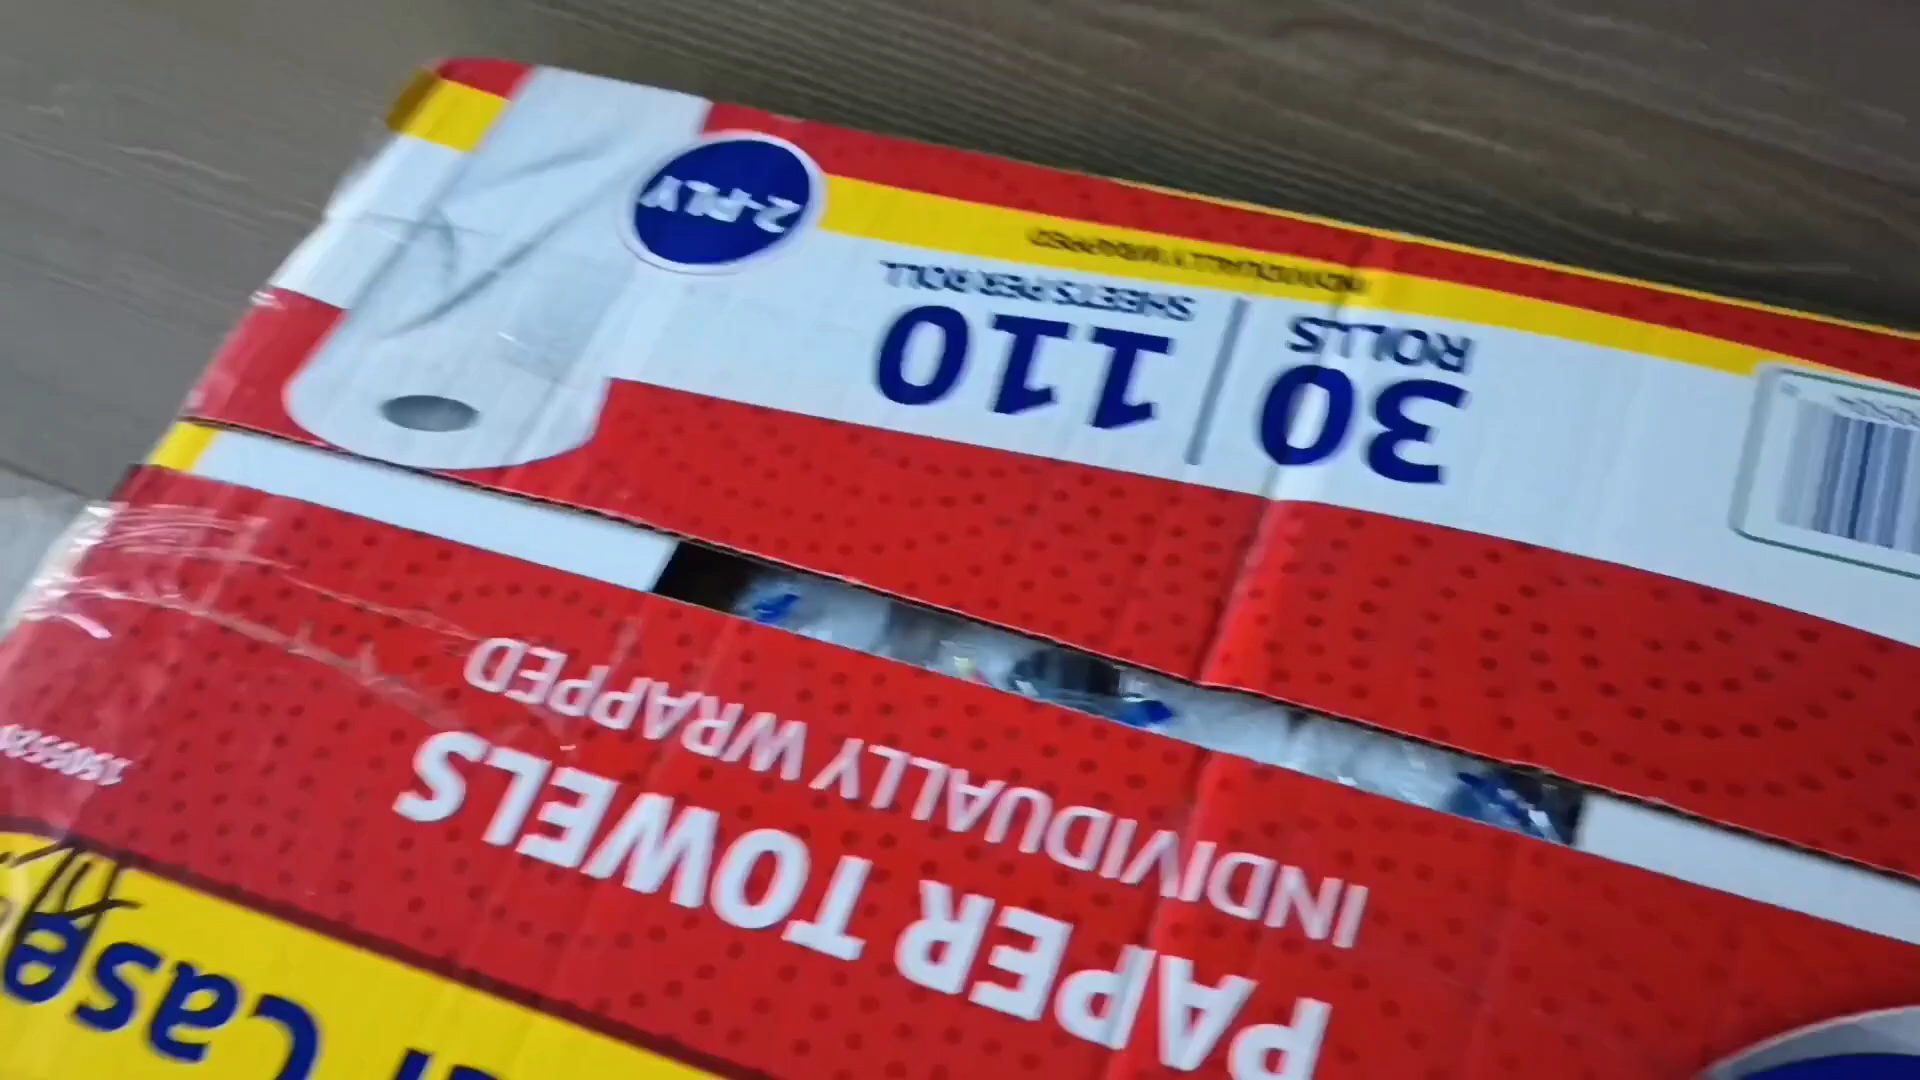 Case
PAPER TOWELS
INDIVIDUALLY WRAPPED
30
ROLLS
110
SHEETS PER ROLL
INDIVIDUALLY WRAPPED
2-PLY